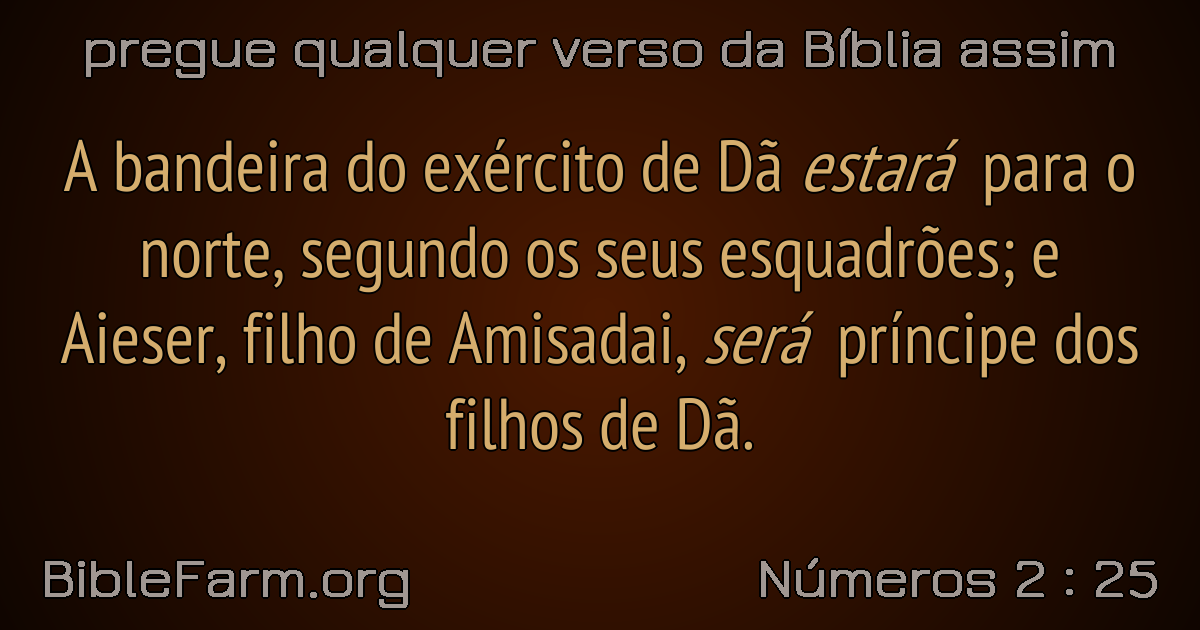 pregue qualquer verso da Bíblia assim
A bandeira do exército de Dã estará para o
norte, segundo os seus esquadrões; e
Aieser, filho de Amisadai, será príncipe dos
filhos de Dã.
BibleFarm.org
Números 2 : 25